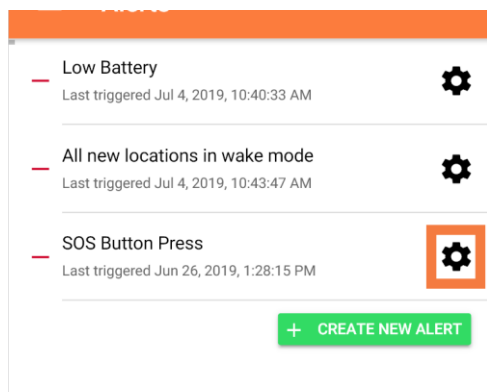 Low Battery
Last triggered Jul 4, 2019, 10:40:33 AM
All new locations in wake mode
Last triggered Jul 4, 2019, 10:43:47 AM
SOS Button Press
Last triggered Jun 26, 2019, 1:28:15 PM
+ CREATE NEW ALERT